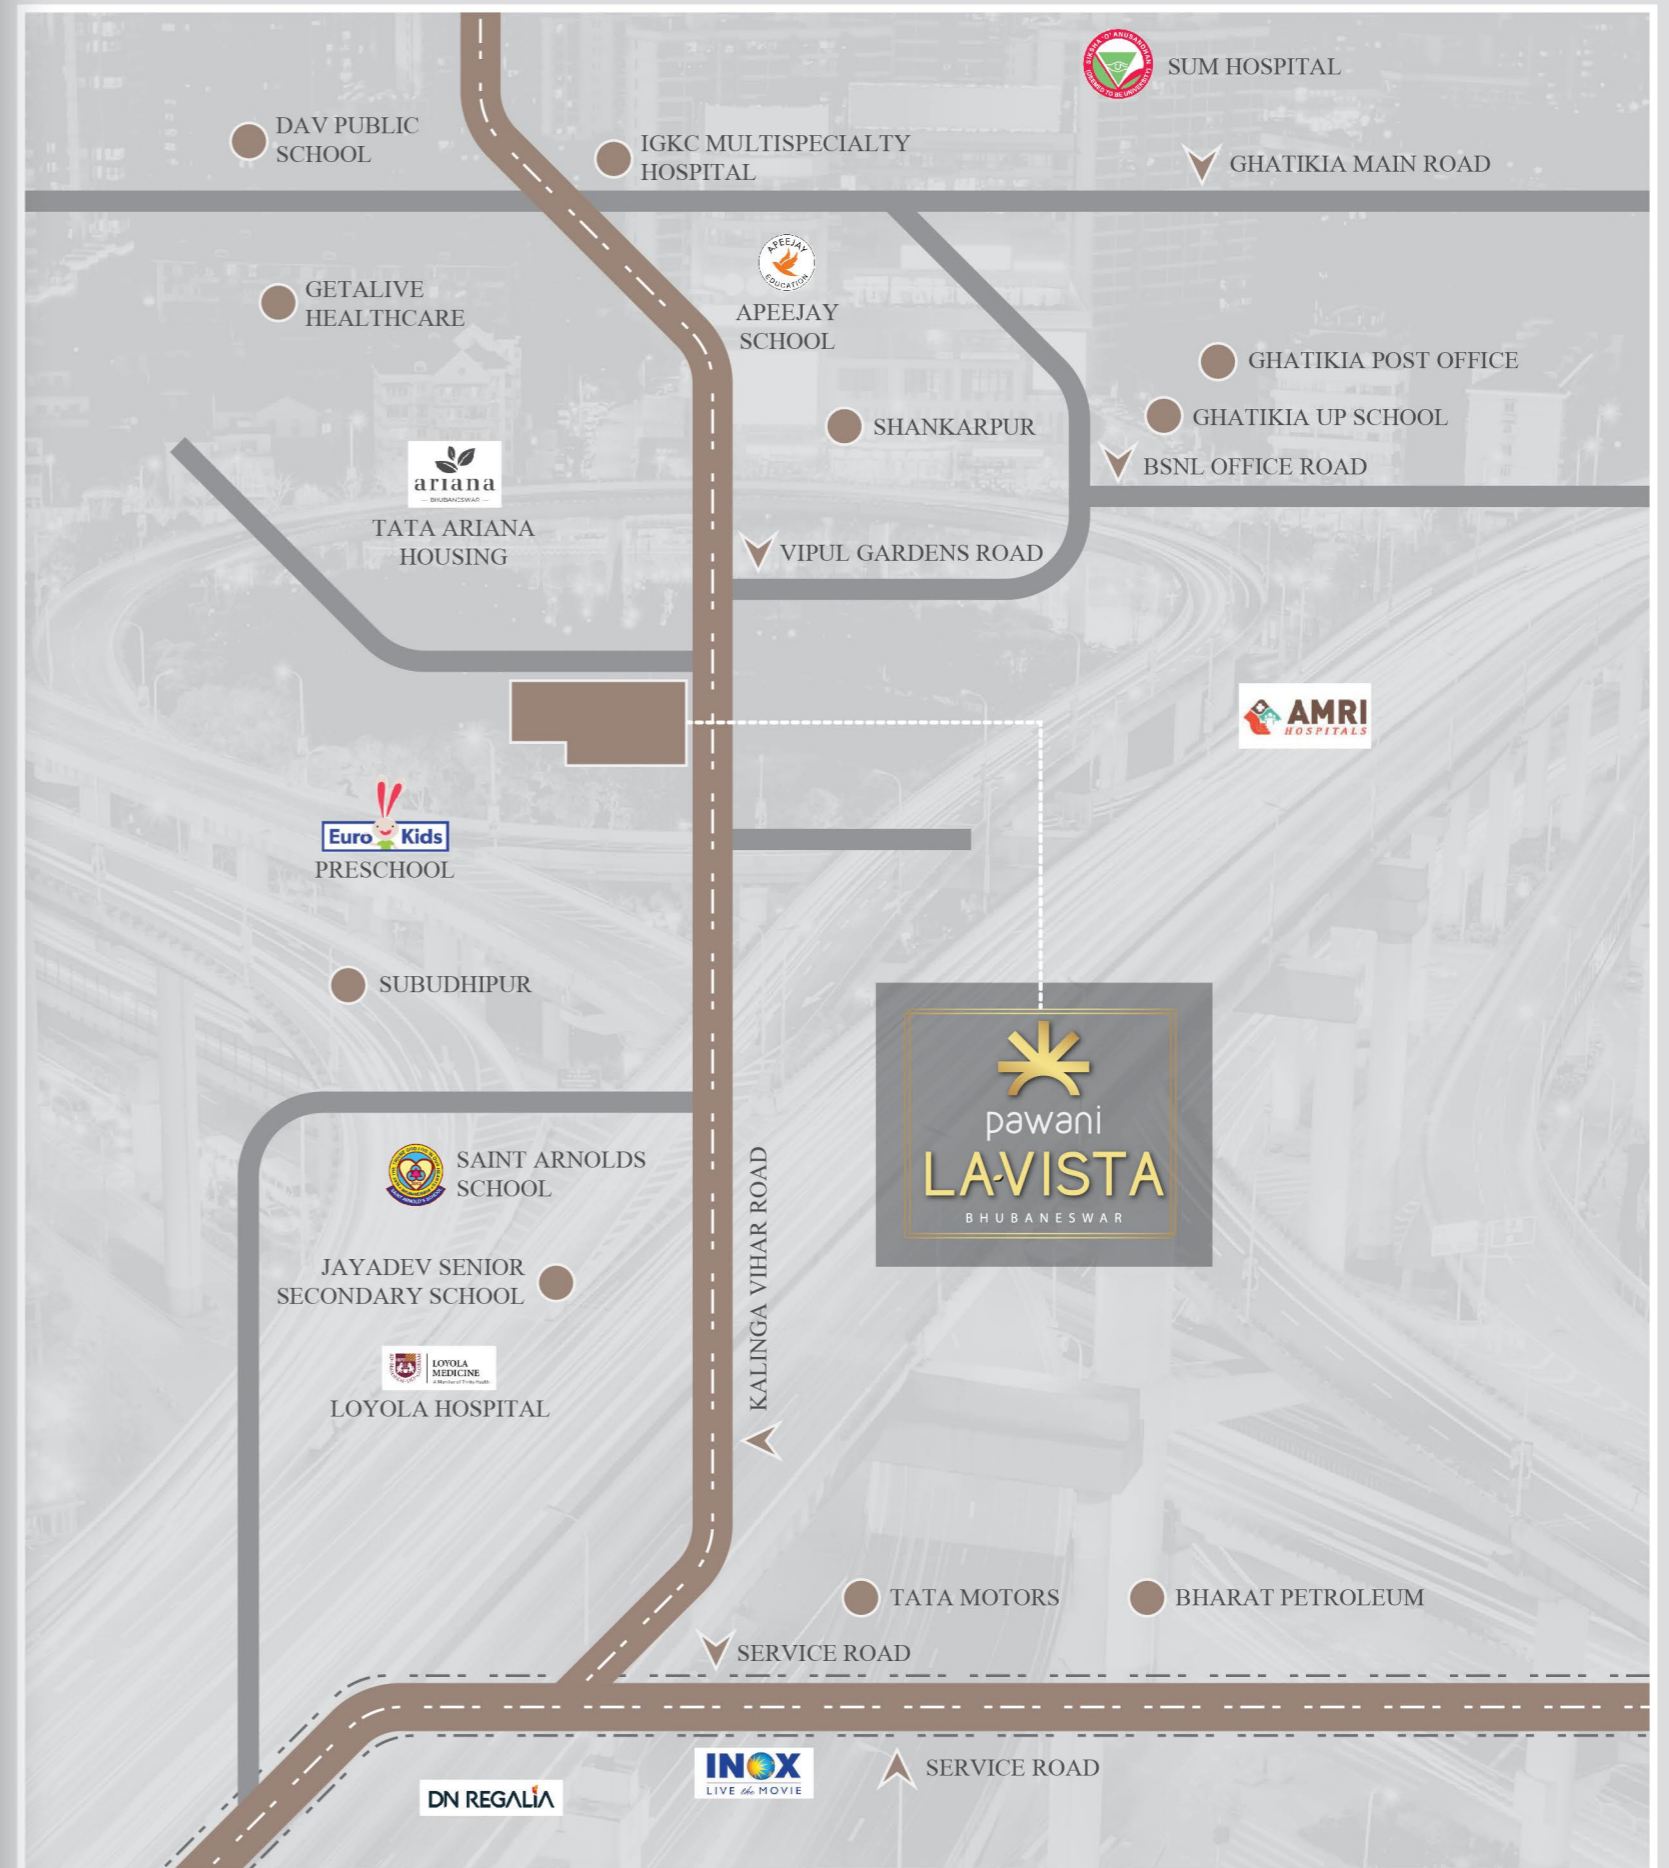 SUM HOSPITAL
DAV PUBLIC
SCHOOL
IGKC MULTISPECIALTY
HOSPITAL
GHATIKIA MAIN ROAD
APEEJAY
EDUCATION
APEEJAY
SCHOOL
GETALIVE
HEALTHCARE
GHATIKIA POST OFFICE
GHATIKIA UP SCHOOL
SHANKARPUR
BSNL OFFICE ROAD
ariana
BHUBANESWAR
TATA ARIANA
HOUSING
VIPUL GARDENS ROAD
AMRI
HOSPITALS
Euro Kids
PRESCHOOL
SUBUDHIPUR
pawani
LA-VISTA
BHUBANESWAR
SAINT ARNOLDS
SCHOOL
KALINGA VIHAR ROAD
JAYADEV SENIOR
SECONDARY SCHOOL
LOYOLA
MEDICINE
LOYOLA HOSPITAL
TATA MOTORS
BHARAT PETROLEUM
SERVICE ROAD
INOX
LIVE the MOVIE
SERVICE ROAD
DN REGALIA